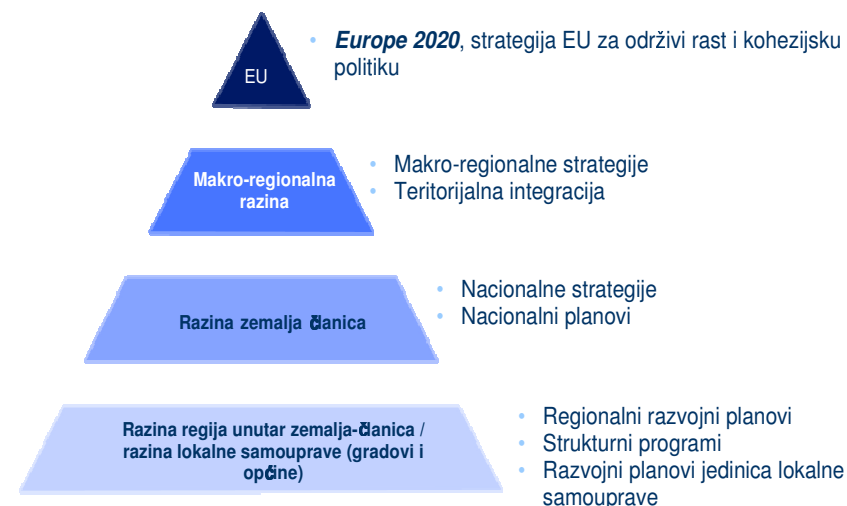 EU
• Europe 2020, strategija EU za održivi rast i kohezijsku
politiku
Makro-regionalna
razina
• Makro-regionalne strategije
• Teritorijalna integracija
Razina zemalja članica
• Nacionalne strategije
• Nacionalni planovi
Razina regija unutar zemalja-članica /
razina lokalne samouprave (gradovi i
općine)
• Regionalni razvojni planovi
• Strukturni programi
• Razvojni planovi jedinica lokalne
samouprave